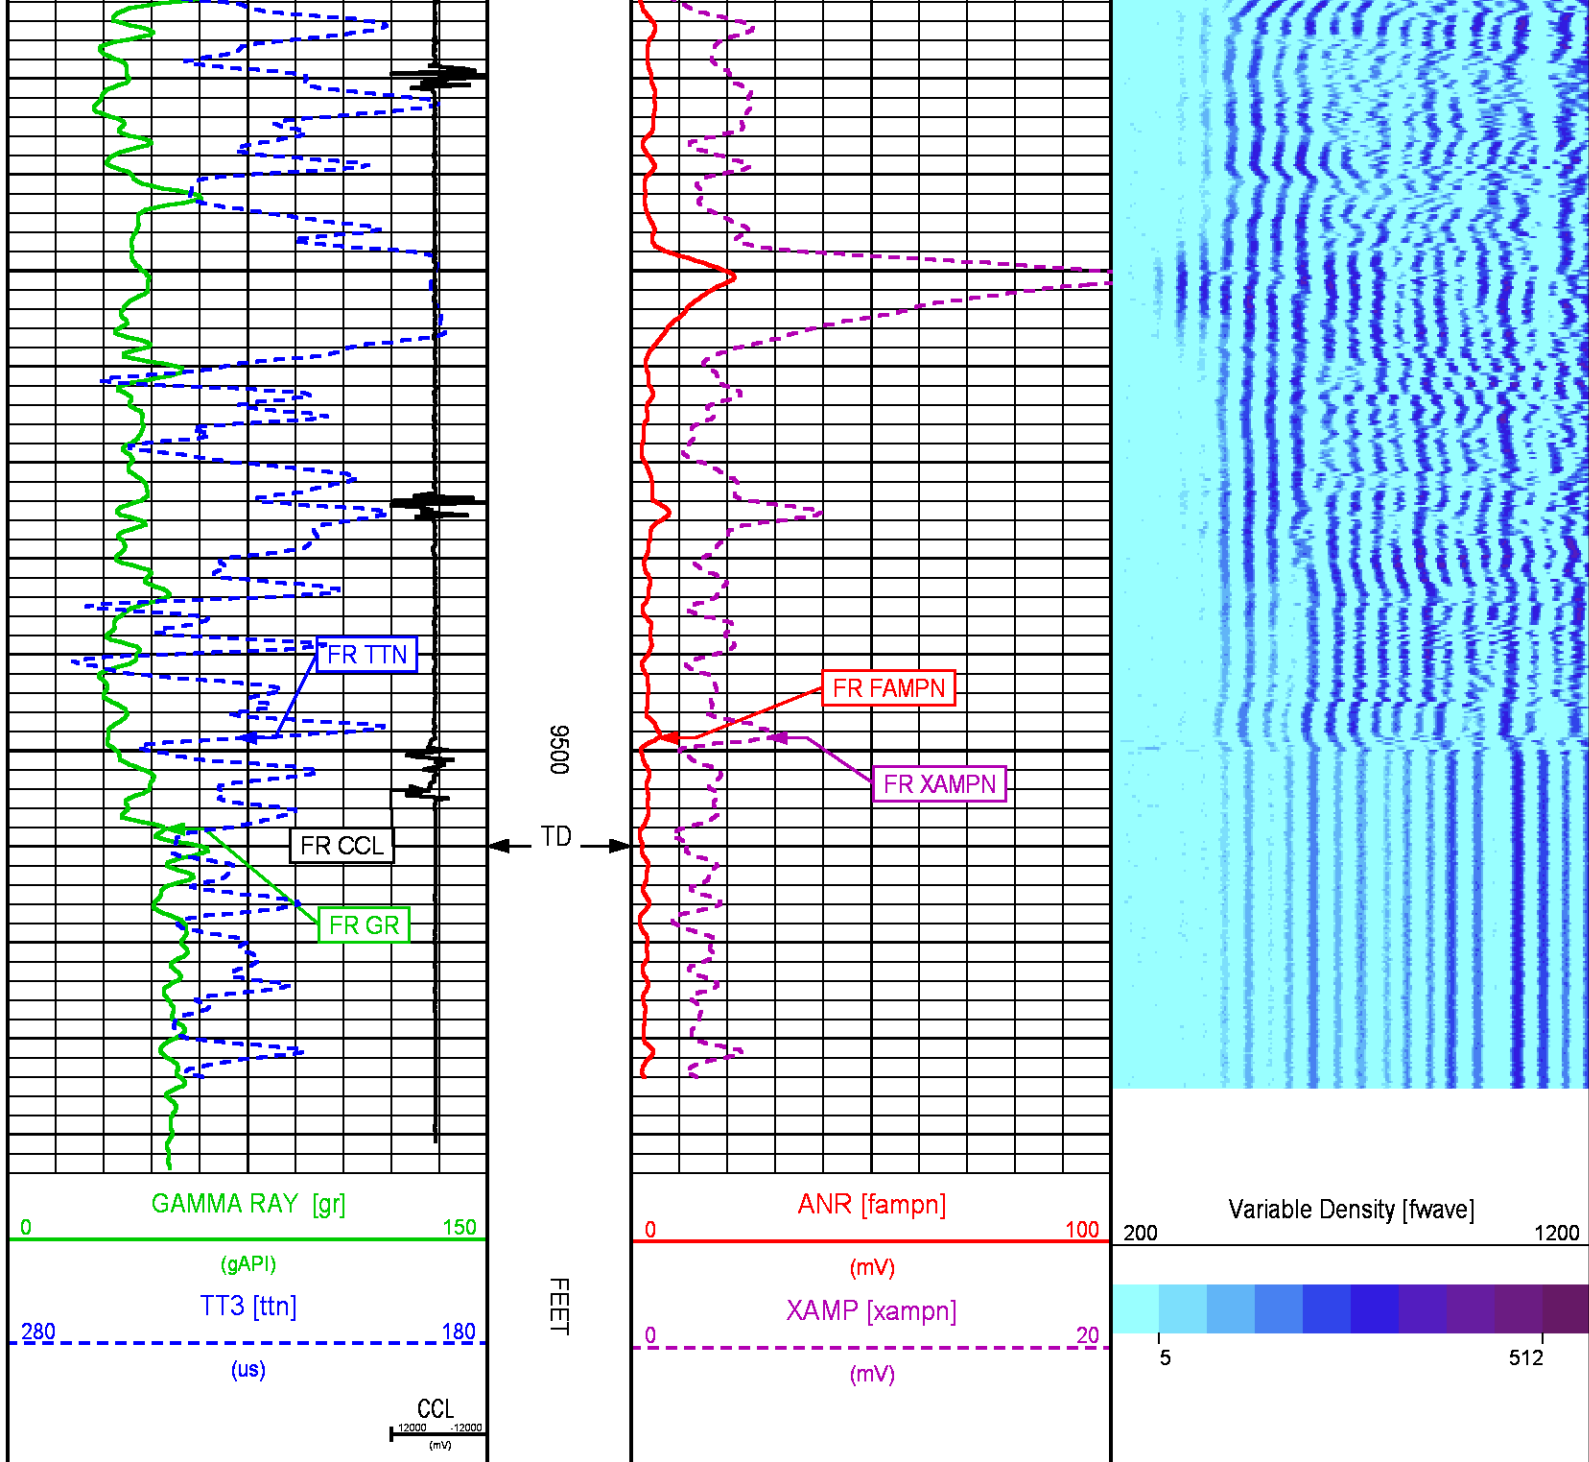 FR TTN
FR FAMPN
9500
FR XAMPN
TD
FR CCL
FR GR
GAMMA RAY [gr]
0 150
(gAPI)
TT3 [ttn]
280 180
(us)
CCL
12000 -12000
(mV)
FEET
ANR [fampn]
0 100
(mV)
XAMP [xampn]
0 20
(mV)
Variable Density [fwave]
200 1200
5 512